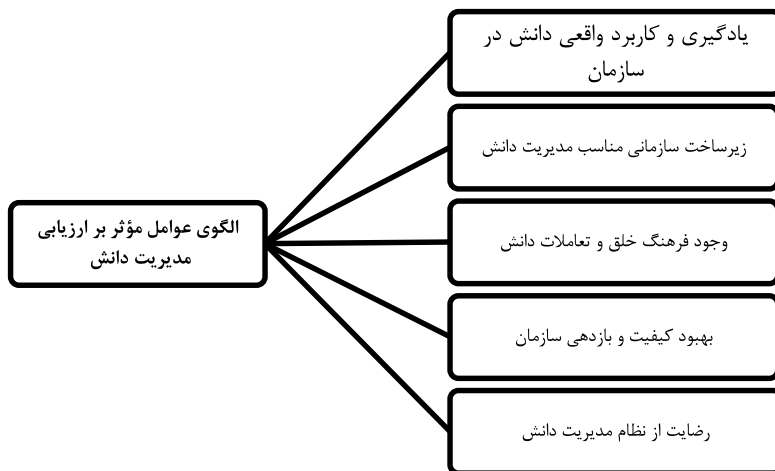 یادگیری و کاربرد واقعی دانش در
سازمان
زیرساخت سازمانی مناسب مدیریت دانش
الگوی عوامل مؤثر بر ارزیابی
مدیریت دانش
وجود فرهنگ خلق و تعاملات دانش
بهبود کیفیت و بازدهی سازمان
رضایت از نظام مدیریت دانش